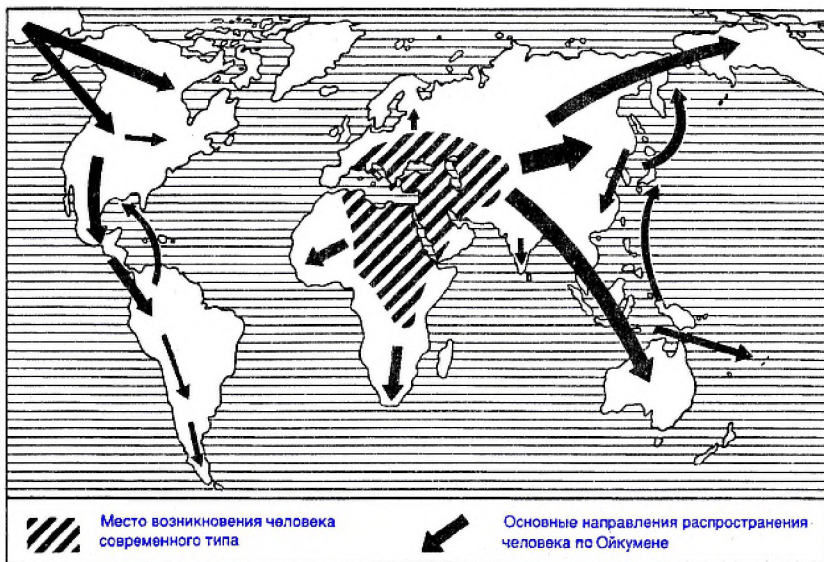 Место возникновения человека
современного типа
Основные направления распространения
человека по Ойкумене